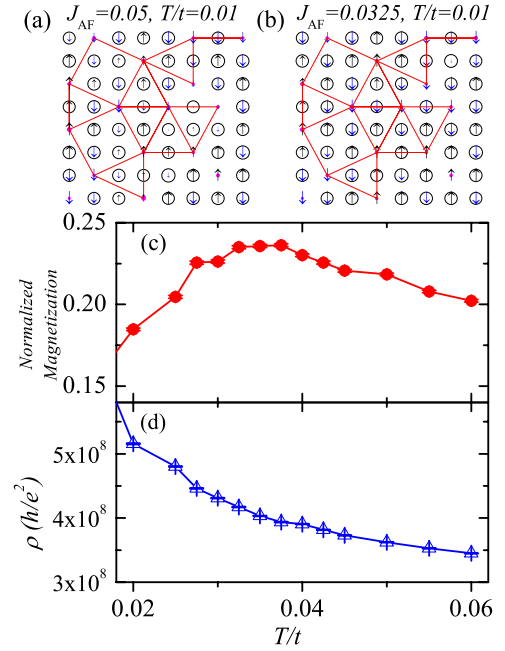 (a) J_AF=0.05, T/t=0.01 (b) J_AF=0.0325, T/t=0.01
0.25
(c)
0.20
Normalized
Magnetization
0.15
(d)
5x10^8
4x10^8
ρ (h/e^2)
3x10^8
0.02 0.04 0.06
T/t